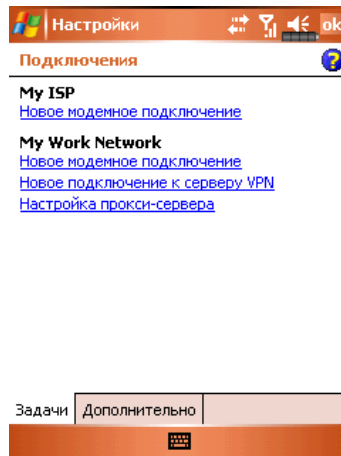 Настройки ok
Подключения
My ISP
Новое модемное подключение
My Work Network
Новое модемное подключение
Новое подключение к серверу VPN
Настройка прокси-сервера
Задачи Дополнительно